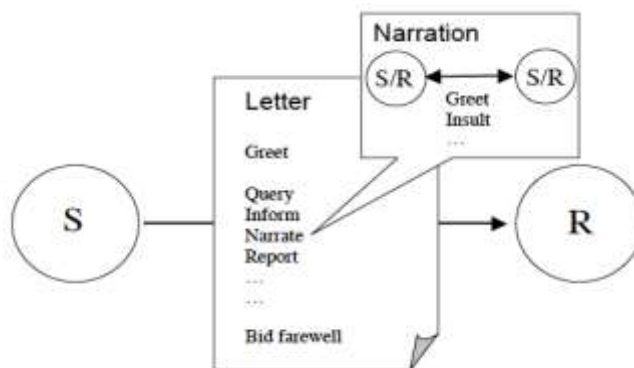 Narration
S/R
S/R
Greet
Insult
…
Letter
Greet
Query
Inform
Narrate
Report
…
…
Bid farewell
S
R